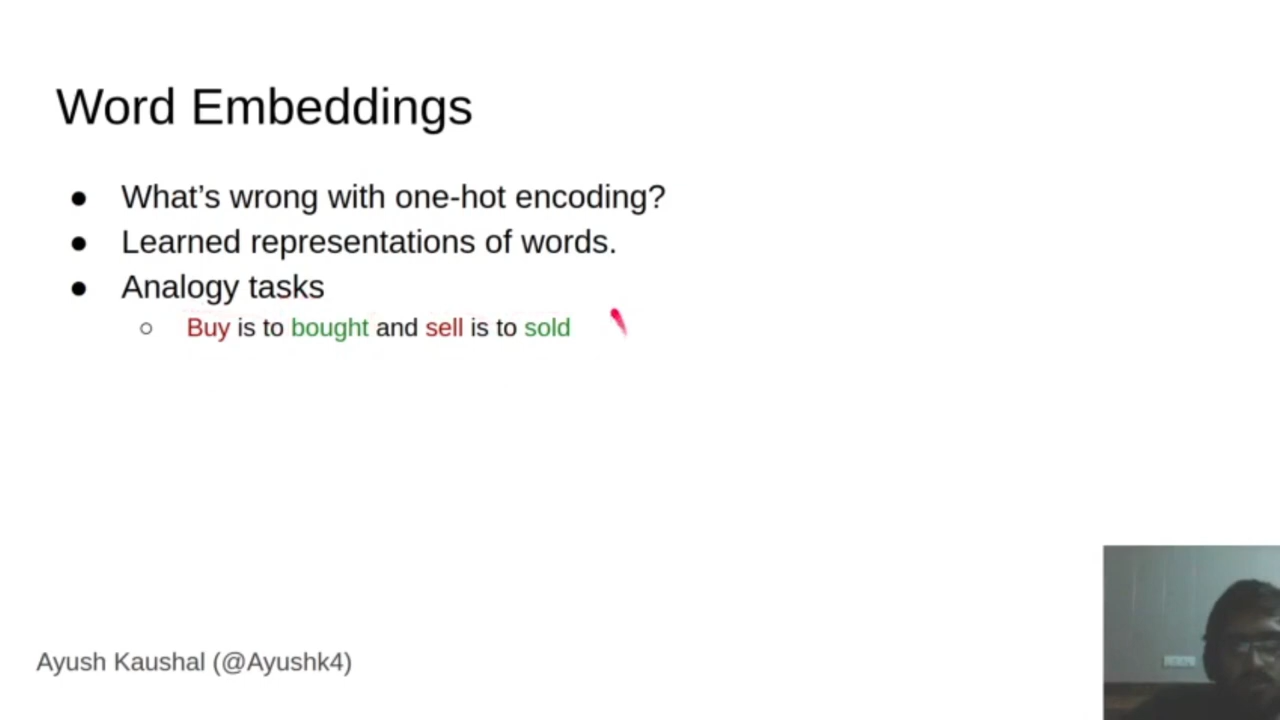 Word Embeddings
● What’s wrong with one-hot encoding?
● Learned representations of words.
● Analogy tasks
○ Buy is to bought and sell is to sold
Ayush Kaushal (@Ayushk4)